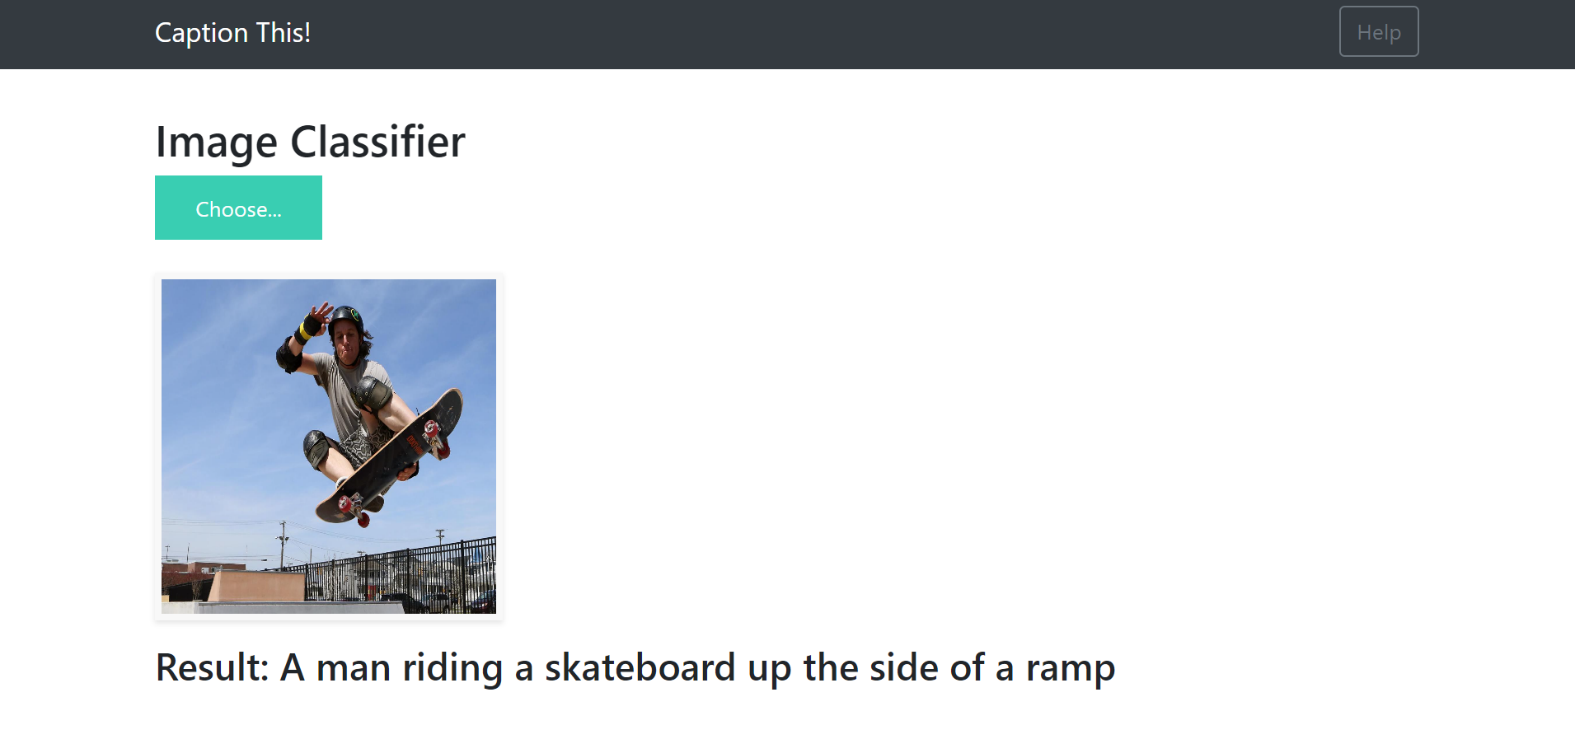 Caption This!
Help
Image Classifier
Choose...
Result: A man riding a skateboard up the side of a ramp